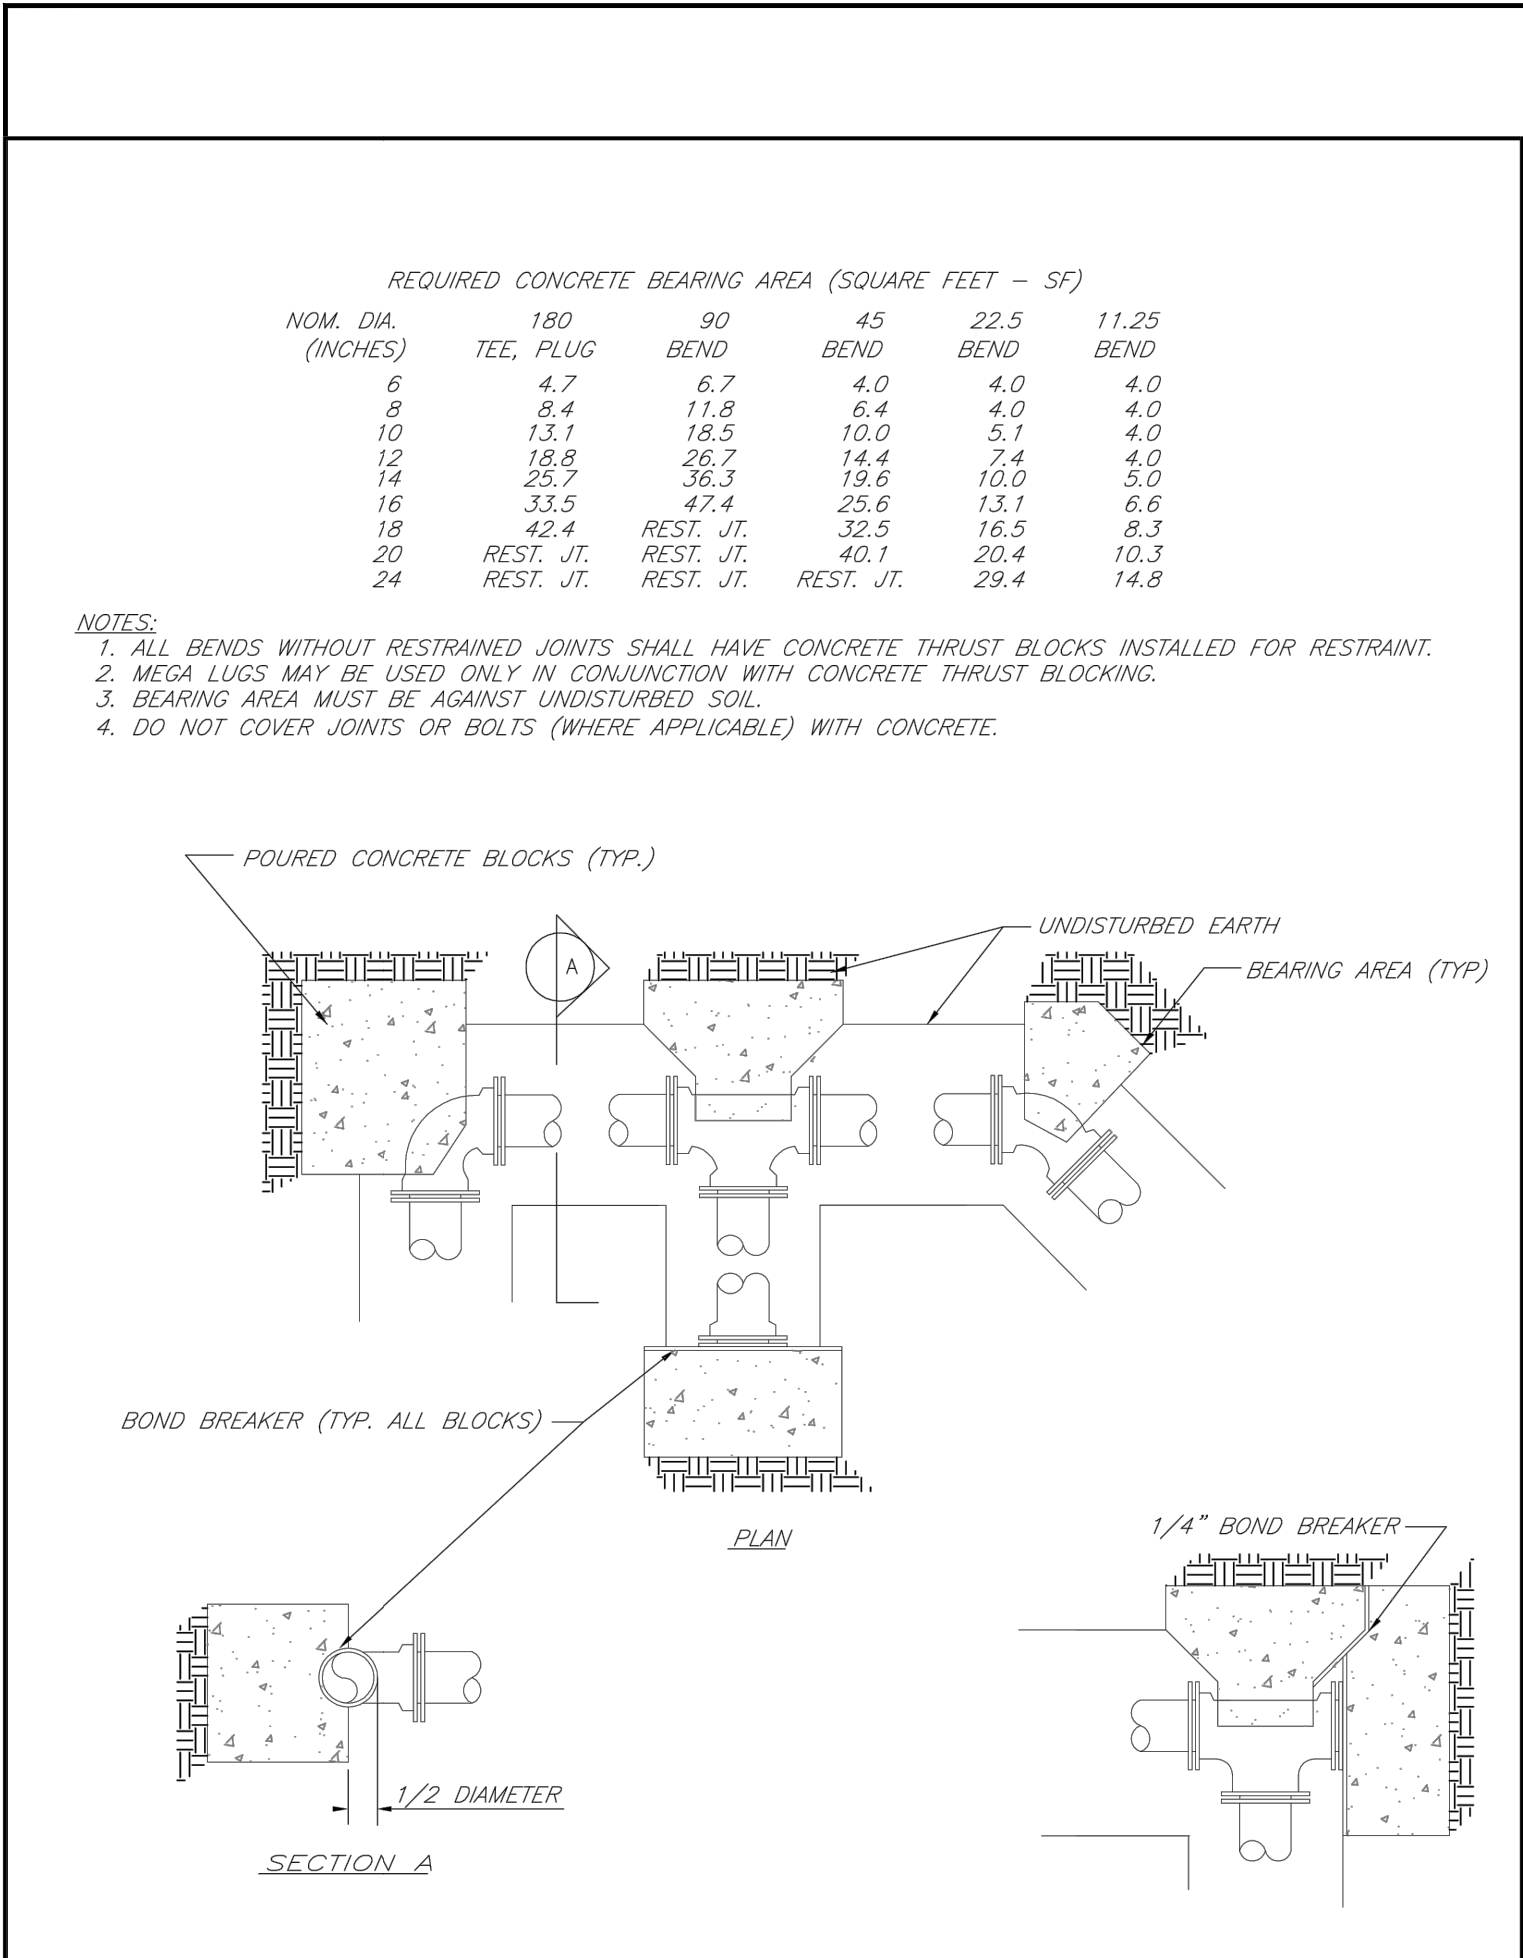 REQUIRED CONCRETE BEARING AREA (SQUARE FEET – SF)
NOM. DIA. 180 90 45 22.5 11.25
(INCHES) TEE, PLUG BEND BEND BEND BEND
6 4.7 6.7 4.0 4.0 4.0
8 8.4 11.8 6.4 4.0 4.0
10 13.1 18.5 10.0 5.1 4.0
12 18.8 26.7 14.4 7.4 4.0
14 25.7 36.3 19.6 10.0 5.0
16 33.5 47.4 25.6 13.1 6.6
18 42.4 REST. JT. 32.5 16.5 8.3
20 REST. JT. REST. JT. 40.1 20.4 10.3
24 REST. JT. REST. JT. REST. JT. 29.4 14.8
NOTES:
1. ALL BENDS WITHOUT RESTRAINED JOINTS SHALL HAVE CONCRETE THRUST BLOCKS INSTALLED FOR RESTRAINT.
2. MEGA LUGS MAY BE USED ONLY IN CONJUNCTION WITH CONCRETE THRUST BLOCKING.
3. BEARING AREA MUST BE AGAINST UNDISTURBED SOIL.
4. DO NOT COVER JOINTS OR BOLTS (WHERE APPLICABLE) WITH CONCRETE.
POURED CONCRETE BLOCKS (TYP.)
UNDISTURBED EARTH
A
BEARING AREA (TYP)
BOND BREAKER (TYP. ALL BLOCKS)
PLAN
1/4" BOND BREAKER
1/2 DIAMETER
SECTION A